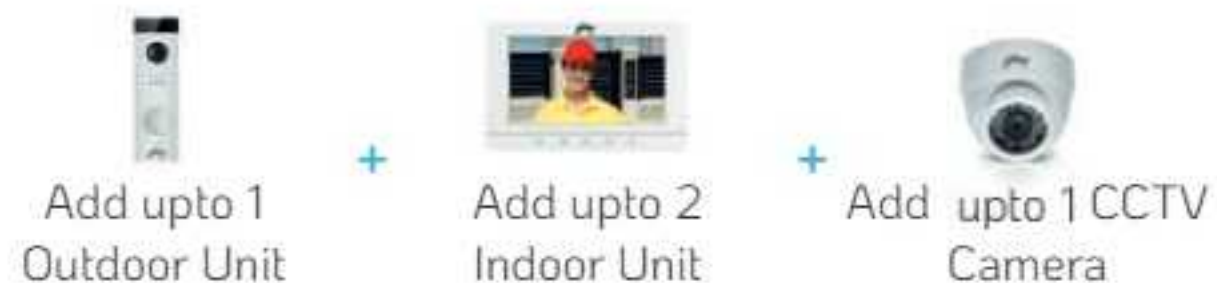 Add upto 1
Outdoor Unit
+
Add upto 2
Indoor Unit
+
Add upto 1 CCTV
Camera